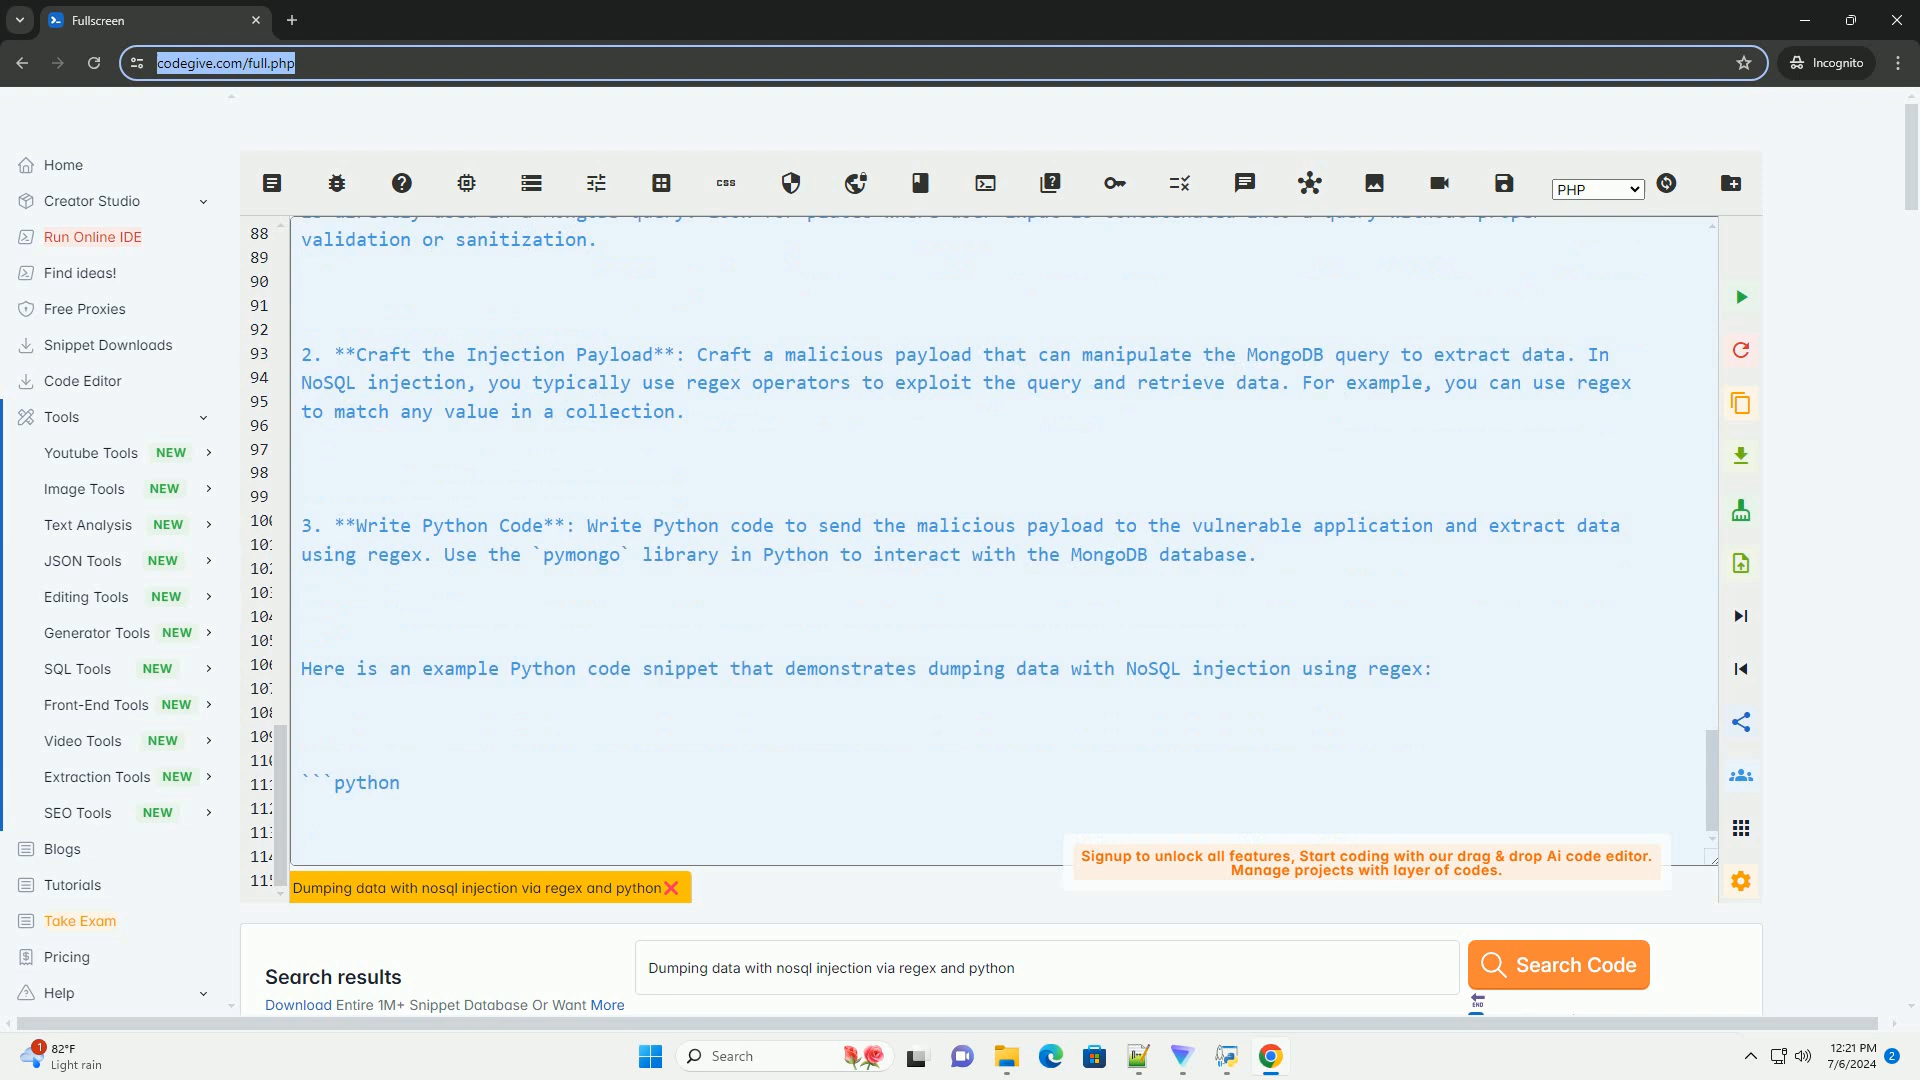 Fullscreen
codegive.com/full.php
Incognito
Home
Creator Studio
Run Online IDE
Find ideas!
Free Proxies
Snippet Downloads
Code Editor
Tools
Youtube Tools NEW
Image Tools NEW
Text Analysis NEW
JSON Tools NEW
Editing Tools NEW
Generator Tools NEW
SQL Tools NEW
Front-End Tools NEW
Video Tools NEW
Extraction Tools NEW
SEO Tools NEW
Blogs
Tutorials
Take Exam
Pricing
Help
css
PHP
88
89
90
91
92
93
94
95
96
97
98
99
validation or sanitization.
2. **Craft the Injection Payload**: Craft a malicious payload that can manipulate the MongoDB query to extract data. In
NoSQL injection, you typically use regex operators to exploit the query and retrieve data. For example, you can use regex
to match any value in a collection.
3. **Write Python Code**: Write Python code to send the malicious payload to the vulnerable application and extract data
using regex. Use the `pymongo` library in Python to interact with the MongoDB database.
Here is an example Python code snippet that demonstrates dumping data with NoSQL injection using regex:
```python
Signup to unlock all features, Start coding with our drag & drop Ai code editor.
Manage projects with layer of codes.
Dumping data with nosql injection via regex and python
Search results
Download Entire 1M+ Snippet Database Or Want More
Dumping data with nosql injection via regex and python
Search Code
END
1
82°F
Light rain
Search
12:21 PM
7/6/2024
2